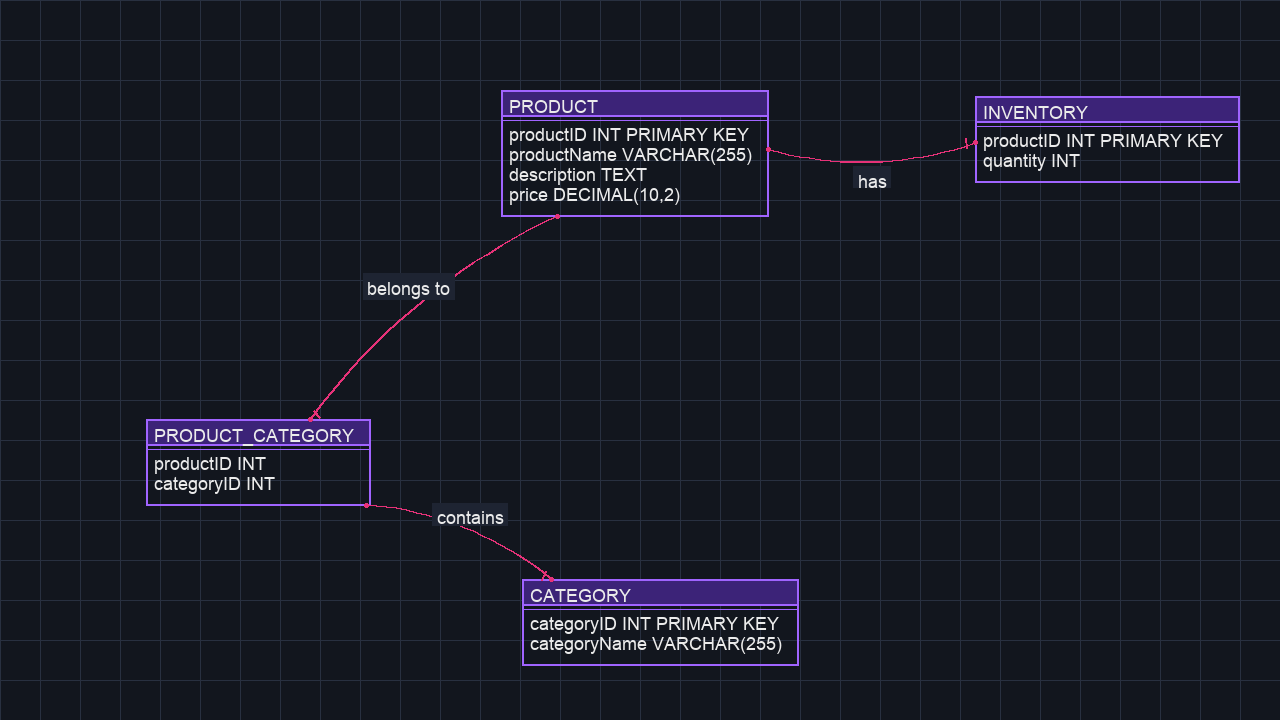 PRODUCT
productID INT PRIMARY KEY
productName VARCHAR(255)
description TEXT
price DECIMAL(10,2)
INVENTORY
productID INT PRIMARY KEY
quantity INT
has
belongs to
PRODUCT_CATEGORY
productID INT
categoryID INT
contains
CATEGORY
categoryID INT PRIMARY KEY
categoryName VARCHAR(255)